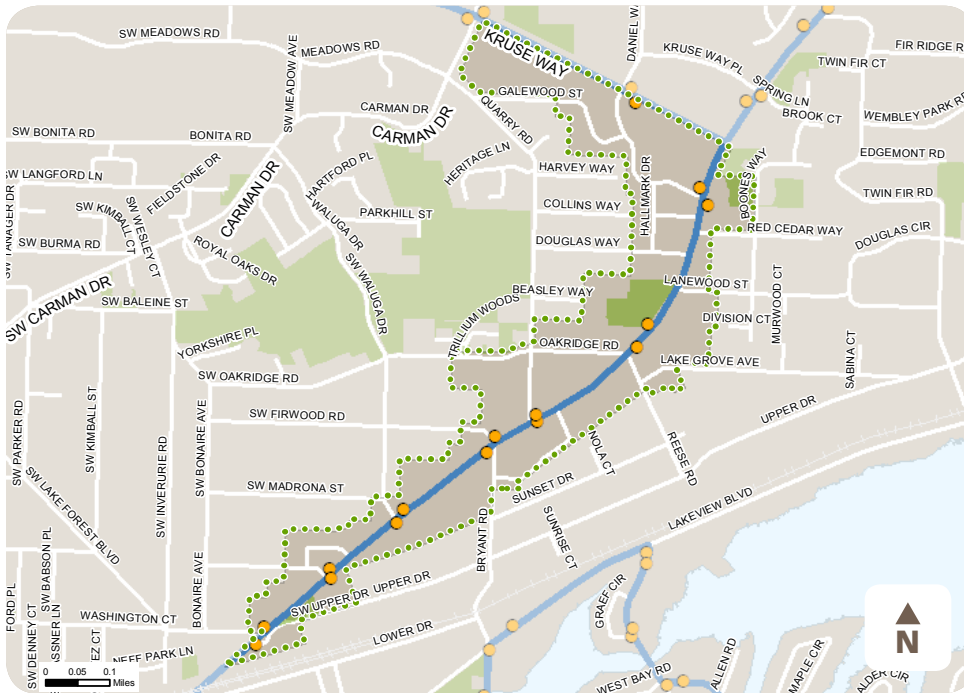 SW MEADOWS RD
SW MEADOW AVE
MEADOWS RD
KRUSE WAY
DANIEL W
KRUSE WAY PL
FIR RIDGE R
TWIN FIR CT
SPRING LN
BROOK CT
WEMBLEY PARK RD
GALEWOOD ST
CARMAN DR
CARMAN DR
QUARRY RD
SW BONITA RD
BONITA RD
HERITAGE LN
HARVEY WAY
HALLMARK DR
BOONES WAY
EDGEMONT RD
SW LANGFORD LN
FIELDSTONE DR
HARTFORD PL
CARMAN DR
TWIN FIR RD
SW KIMBALL CT
SW WESLEY CT
WALUGA DR
PARKHILL ST
COLLINS WAY
RED CEDAR WAY
DOUGLAS CIR
SW BURMA RD
ROYAL OAKS DR
DOUGLAS WAY
SW WALUGA DR
SW CARMAN DR
SW BALEINE ST
BEASLEY WAY
LANEWOOD ST
MURWOOD CT
TRILLIUM WOODS
DIVISION CT
YORKSHIRE PL
OAKRIDGE RD
LAKE GROVE AVE
SABINA CT
SW OAKRIDGE RD
SW PARKER RD
SW KIMBALL ST
SW INVERURIE RD
SW BONAIRE AVE
SW FIRWOOD RD
UPPER DR
NOLA CT
REESE RD
SW LAKE FOREST BLVD
SW MADRONA ST
SUNSET DR
LAKEVIEW BLVD
BRYANT RD
SUNRISE CT
FORD PL
SW BABSON PL
BONAIRE AVE
SW UPPER DR
UPPER DR
GRAEF CIR
SW DENNEY CT
ASSNER LN
EZ CT
WASHINGTON CT
LOWER DR
NEFF PARK LN
WEST BAY RD
ALLEN RD
MAPLE CIR
ALDER CIR
N
0 0.05 0.1
Miles